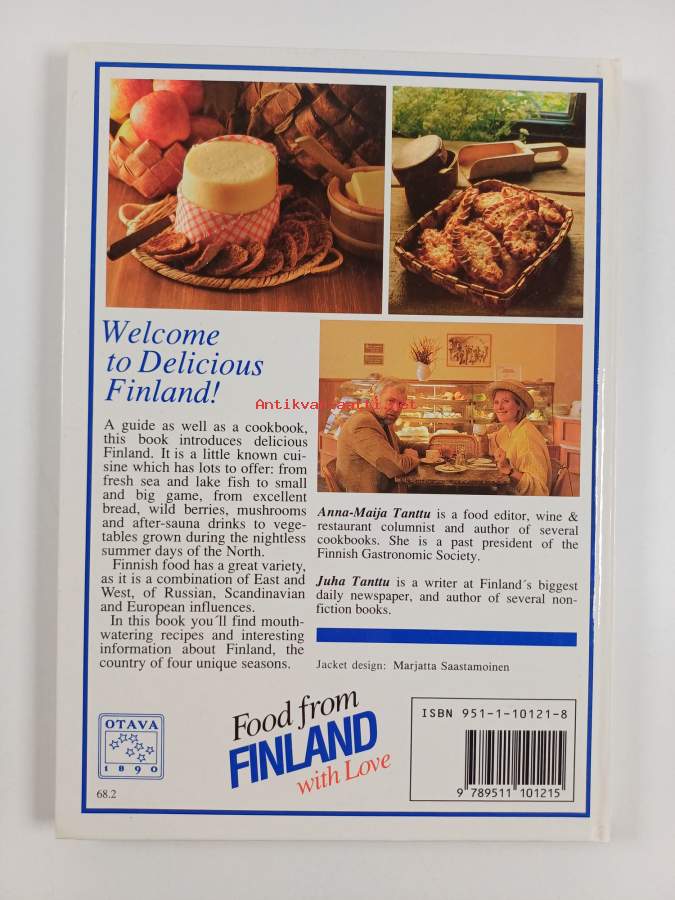 Welcome
to Delicious
Finland!
A guide as well as a cookbook,
this book introduces delicious
Finland. It is a little known cui-
sine which has lots to offer: from
fresh sea and lake fish to small
and big game, from excellent
bread, wild berries, mushrooms
and after-sauna drinks to vege-
tables grown during the nightless
summer days of the North.
Finnish food has a great variety,
as it is a combination of East and
West, of Russian, Scandinavian
and European influences.
In this book you´ll find mouth-
watering recipes and interesting
information about Finland, the
country of four unique seasons.
Antikvariaatti.net
Anna-Maija Tanttu is a food editor, wine &
restaurant columnist and author of several
cookbooks. She is a past president of the
Finnish Gastronomic Society.
Juha Tanttu is a writer at Finland´s biggest
daily newspaper, and author of several non-
fiction books.
Jacket design: Marjatta Saastamoinen
OTAVA
1890
68.2
Food from
FINLAND
with Love
ISBN 951-1-10121-8
9 789511 101215